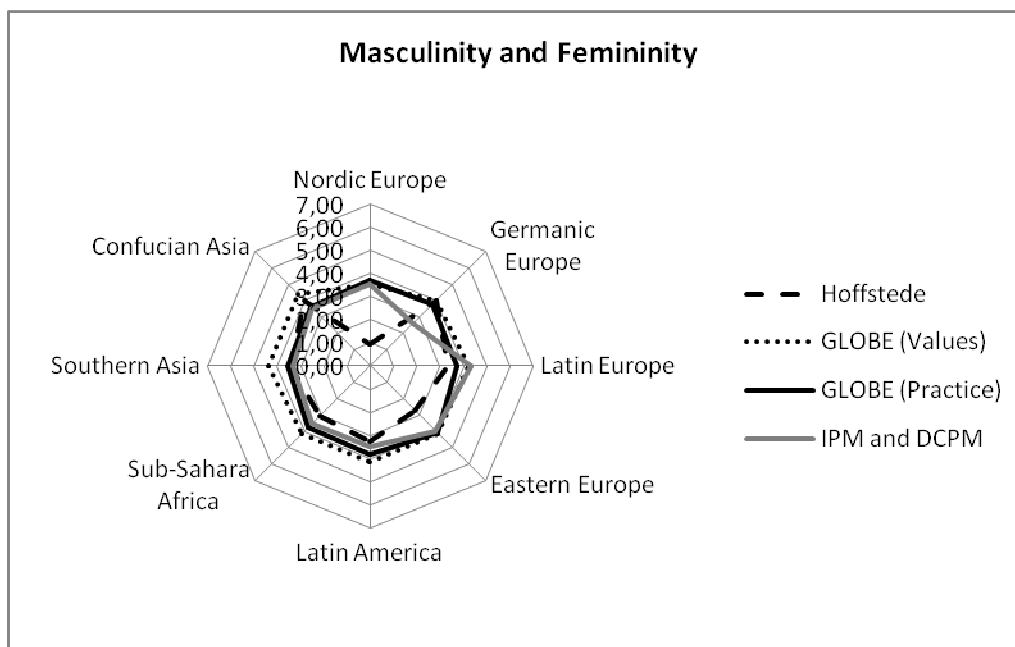 Masculinity and Femininity
Nordic Europe
7,00
6,00
5,00
4,00
3,00
2,00
1,00
0,00
Germanic
Europe
Latin Europe
Eastern Europe
Latin America
Sub-Sahara
Africa
Southern Asia
Confucian Asia
Hoffstede
GLOBE (Values)
GLOBE (Practice)
IPM and DCPM